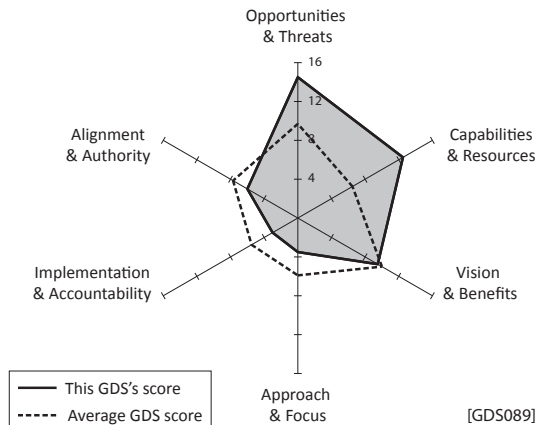 Opportunities
& Threats
16
12
8
4
Alignment
& Authority
Capabilities
& Resources
Implementation
& Accountability
Vision
& Benefits
Approach
& Focus
This GDS's score
Average GDS score
[GDS089]